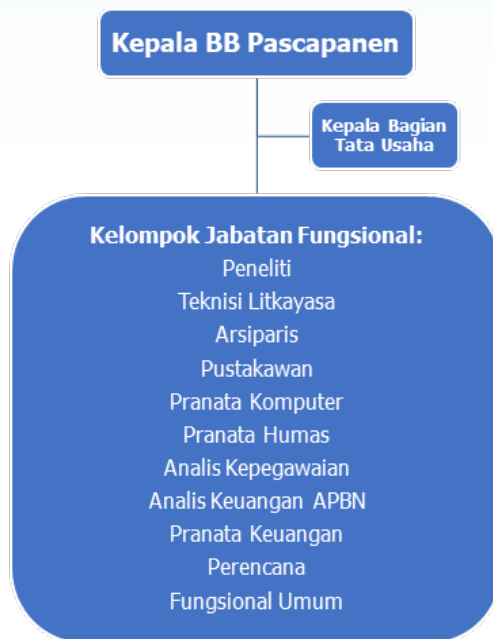 Kepala BB Pascapanen
Kepala Bagian
Tata Usaha
Kelompok Jabatan Fungsional:
Peneliti
Teknisi Litkayasa
Arsiparis
Pustakawan
Pranata Komputer
Pranata Humas
Analis Kepegawaian
Analis Keuangan APBN
Pranata Keuangan
Perencana
Fungsional Umum